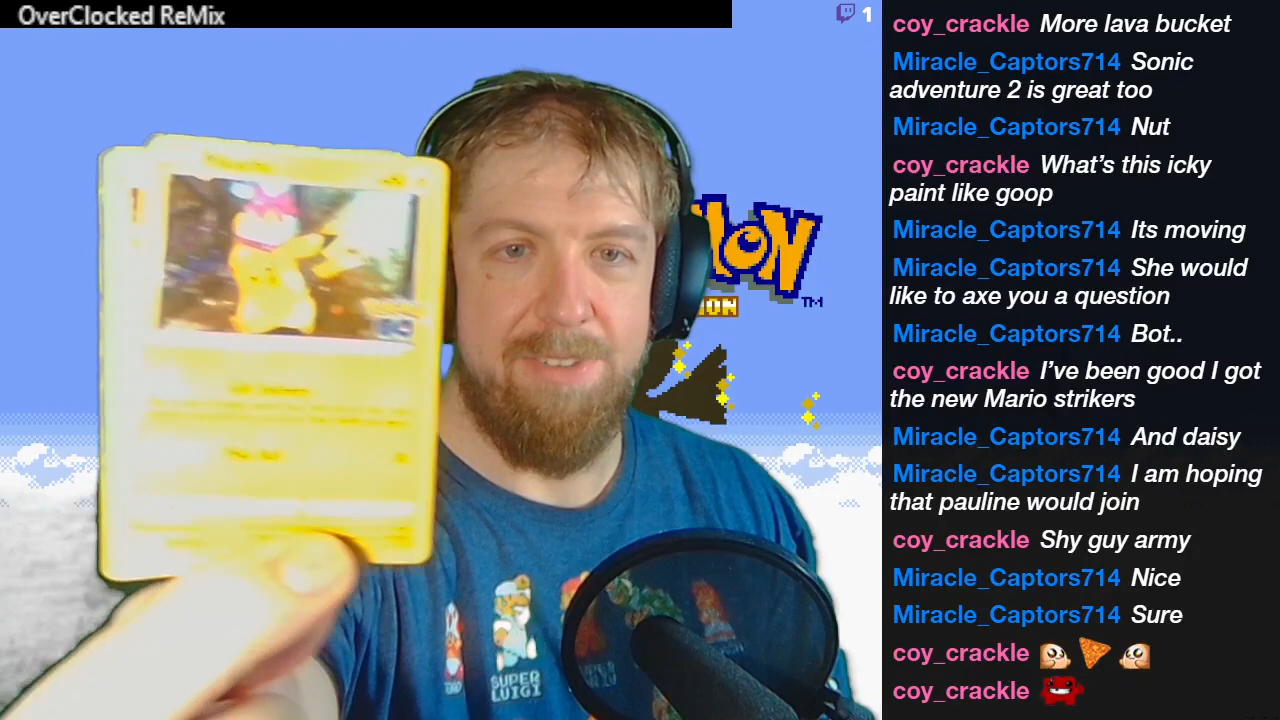 OverClocked ReMix
1
MON
ION
TM
SUPER
LUIGI
coy_crackle More lava bucket
Miracle_Captors714 Sonic
adventure 2 is great too
Miracle_Captors714 Nut
coy_crackle What's this icky
paint like goop
Miracle_Captors714 Its moving
Miracle_Captors714 She would
like to axe you a question
Miracle_Captors714 Bot..
coy_crackle I've been good I got
the new Mario strikers
Miracle_Captors714 And daisy
Miracle_Captors714 I am hoping
that pauline would join
coy_crackle Shy guy army
Miracle_Captors714 Nice
Miracle_Captors714 Sure
coy_crackle
coy_crackle